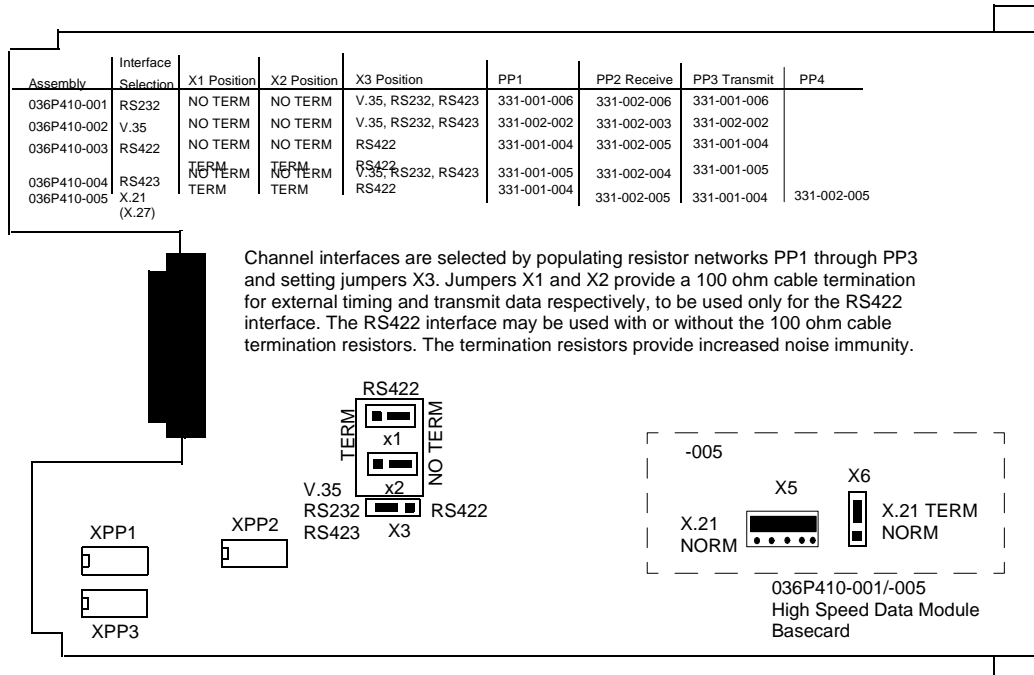 Interface
Assembly Selection X1 Position X2 Position X3 Position PP1 PP2 Receive PP3 Transmit PP4
036P410-001 RS232 NO TERM NO TERM V.35, RS232, RS423 331-001-006 331-002-006 331-001-006
036P410-002 V.35 NO TERM NO TERM V.35, RS232, RS423 331-002-002 331-002-003 331-002-002
036P410-003 RS422 NO TERM NO TERM RS422 331-001-004 331-002-005 331-001-004
TERM TERM RS422
036P410-004 RS423 NO TERM NO TERM V.35, RS232, RS423 331-001-005 331-002-004 331-001-005
036P410-005 X.21 TERM TERM RS422 331-001-004 331-002-005 331-001-004 331-002-005
(X.27)
Channel interfaces are selected by populating resistor networks PP1 through PP3
and setting jumpers X3. Jumpers X1 and X2 provide a 100 ohm cable termination
for external timing and transmit data respectively, to be used only for the RS422
interface. The RS422 interface may be used with or without the 100 ohm cable
termination resistors. The termination resistors provide increased noise immunity.
RS422
TERM
x1
NO TERM
x2
V.35
RS232
RS423
X3
RS422
XPP1
XPP2
XPP3
-005
X5
X6
X.21
NORM
X.21 TERM
NORM
036P410-001/-005
High Speed Data Module
Basecard